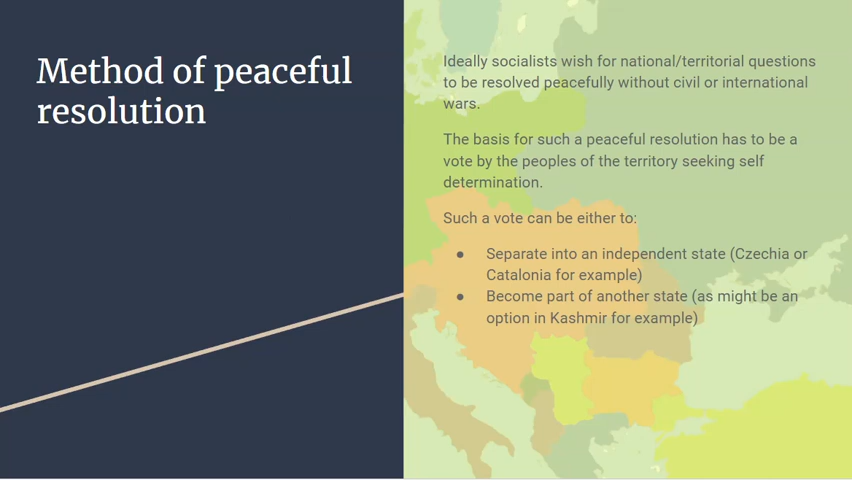 Method of peaceful
resolution
Ideally socialists wish for national/territorial questions
to be resolved peacefully without civil or international
wars.
The basis for such a peaceful resolution has to be a
vote by the peoples of the territory seeking self
determination.
Such a vote can be either to:
● Separate into an independent state (Czechia or
Catalonia for example)
● Become part of another state (as might be an
option in Kashmir for example)